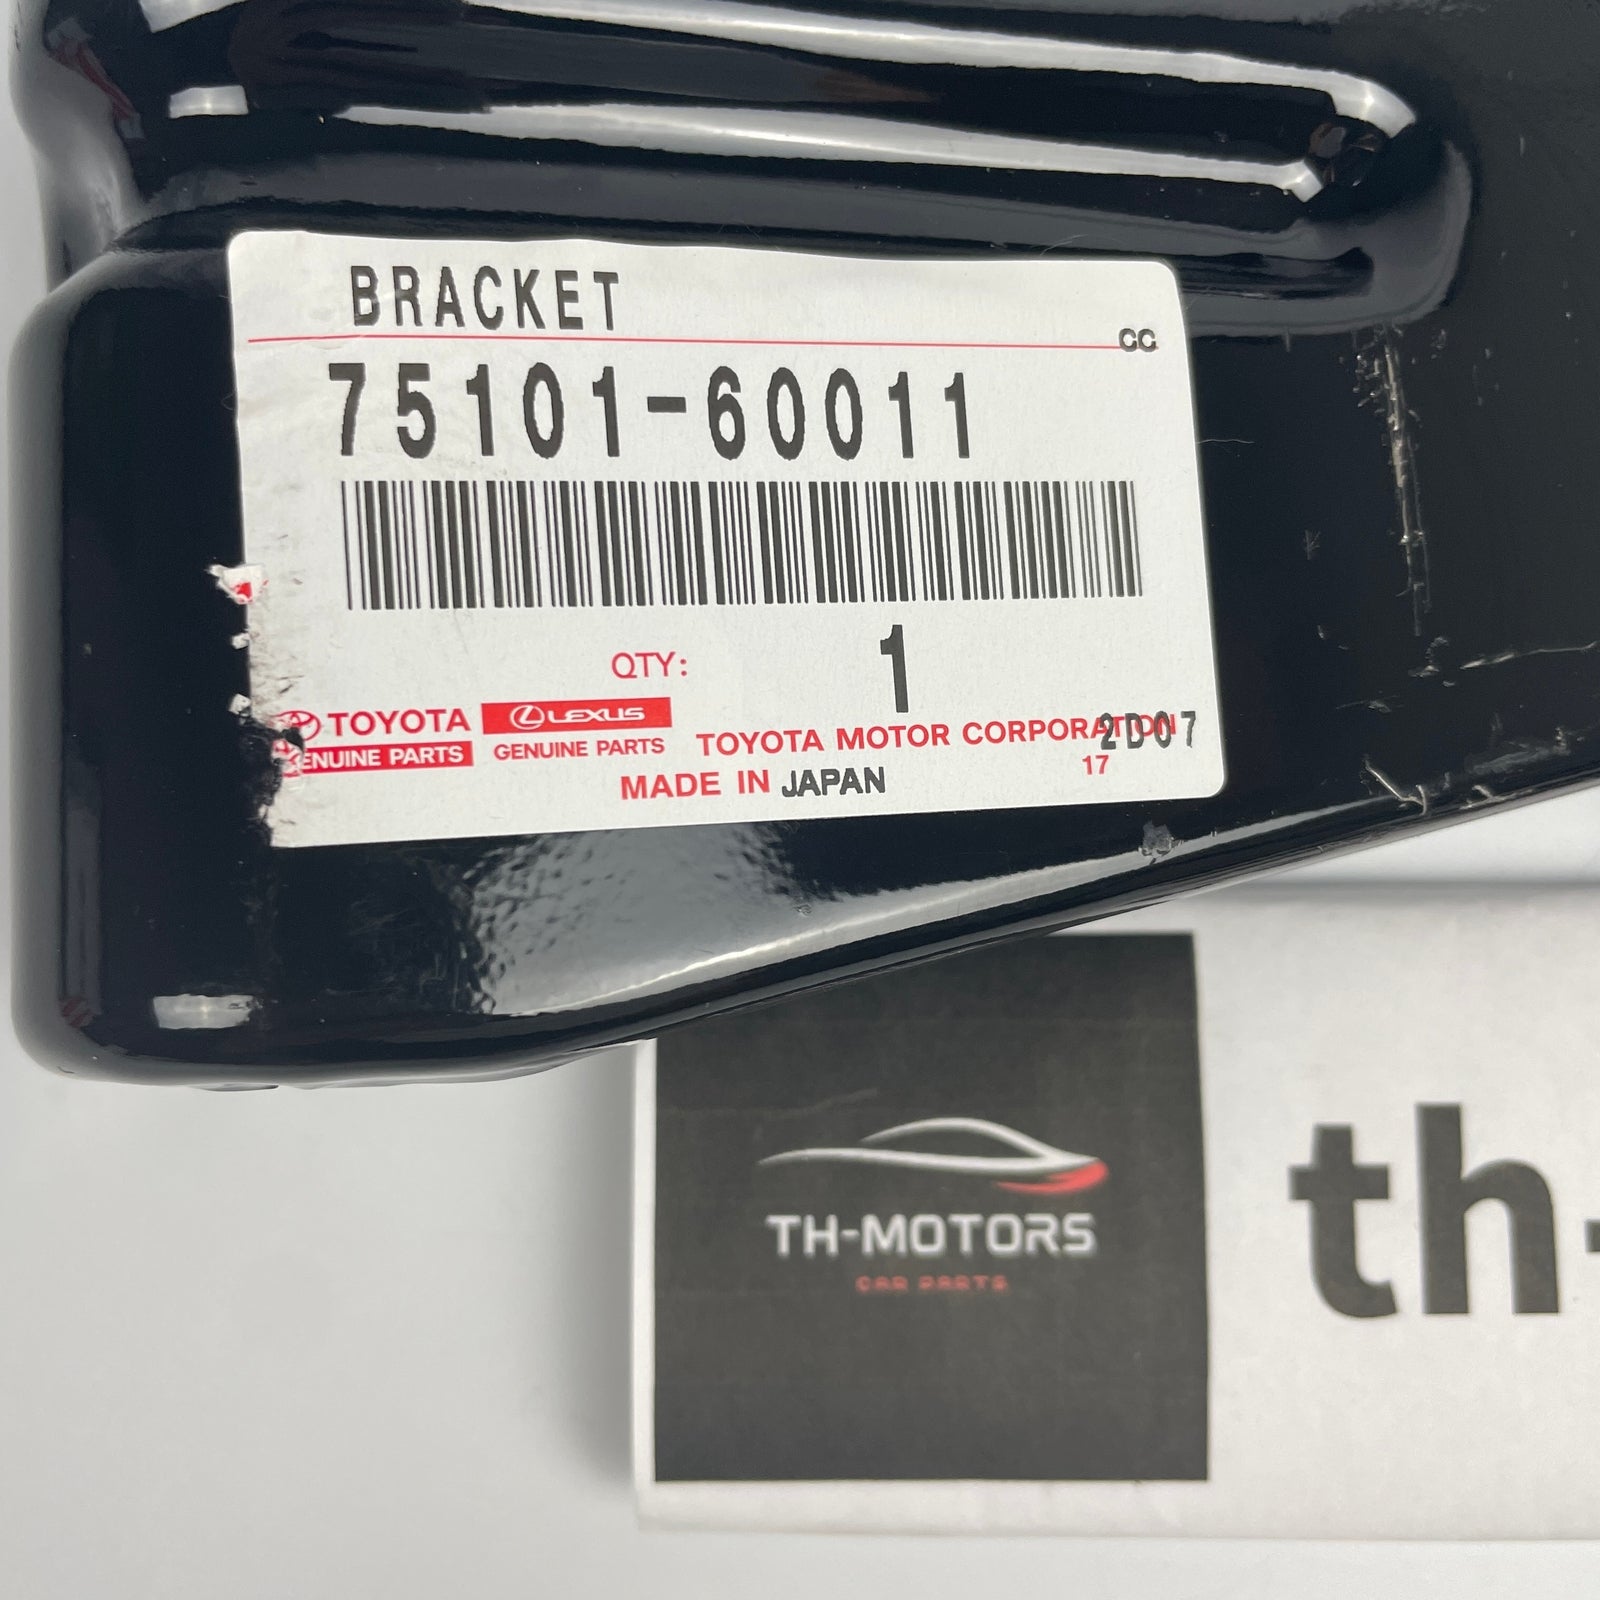 BRACKET
CC
75101-60011
QTY: 1
TOYOTA LEXUS
ENUINE PARTS GENUINE PARTS TOYOTA MOTOR CORPORATION 2D07
MADE IN JAPAN 17
TH-MOTORS
CAR PARTS
th-